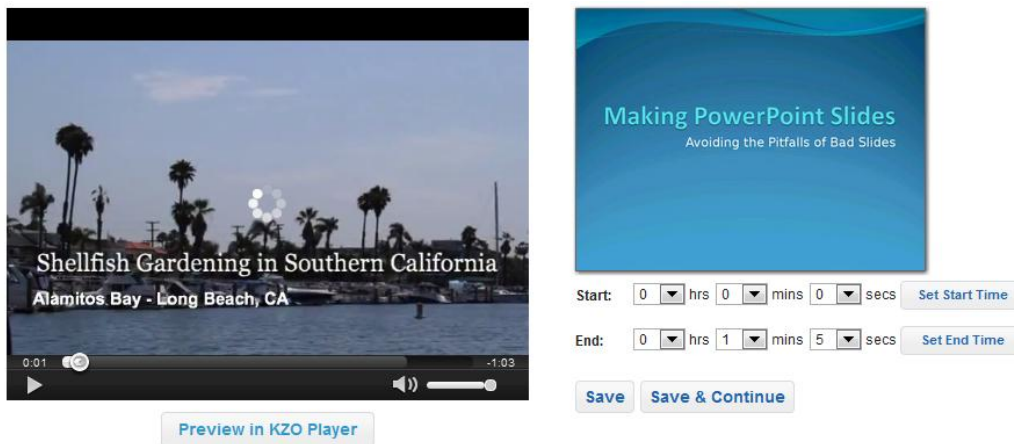 Shellfish Gardening in Southern California
Alamitos Bay - Long Beach, CA
0:01 -1:03
Preview in KZO Player
Making PowerPoint Slides
Avoiding the Pitfalls of Bad Slides
Start: 0 hrs 0 mins 0 secs Set Start Time
End: 0 hrs 1 mins 5 secs Set End Time
Save Save & Continue